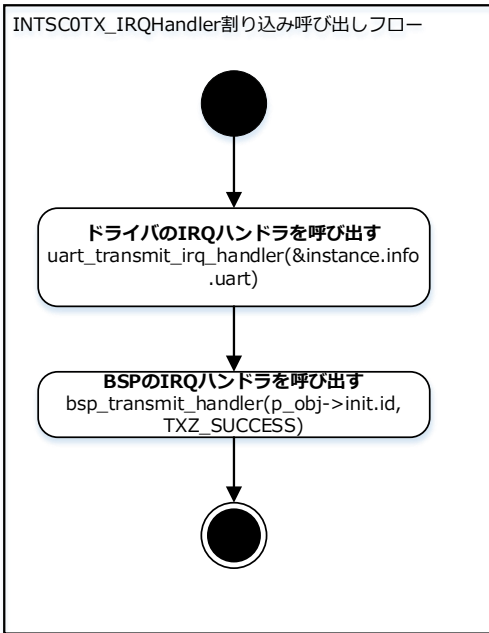 INTSC0TX_IRQHandler割り込み呼び出しフロー
ドライバのIRQハンドラを呼び出す
uart_transmit_irq_handler(&instance.info
.uart)
BSPのIRQハンドラを呼び出す
bsp_transmit_handler(p_obj->init.id,
TXZ_SUCCESS)